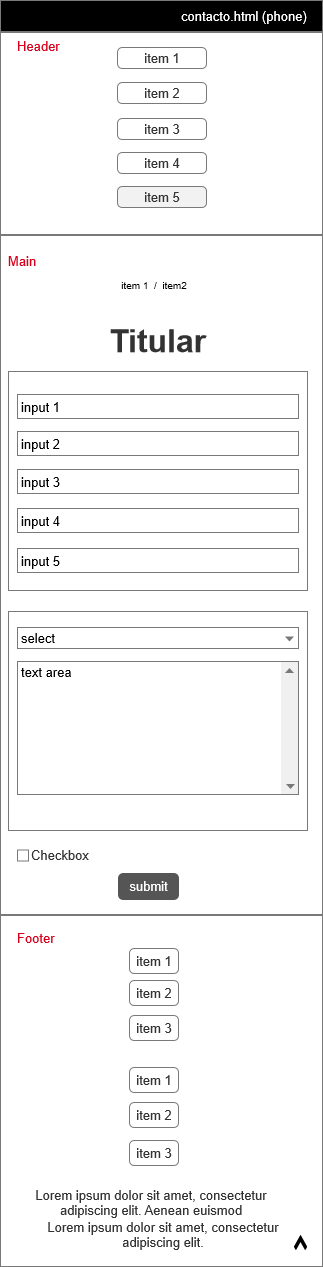 contacto.html (phone)
Header
item 1
item 2
item 3
item 4
item 5
Main
item 1 / item2
Titular
input 1
input 2
input 3
input 4
input 5
select
text area
Checkbox
submit
Footer
item 1
item 2
item 3
item 1
item 2
item 3
Lorem ipsum dolor sit amet, consectetur
adipiscing elit. Aenean euismod
Lorem ipsum dolor sit amet, consectetur
adipiscing elit.